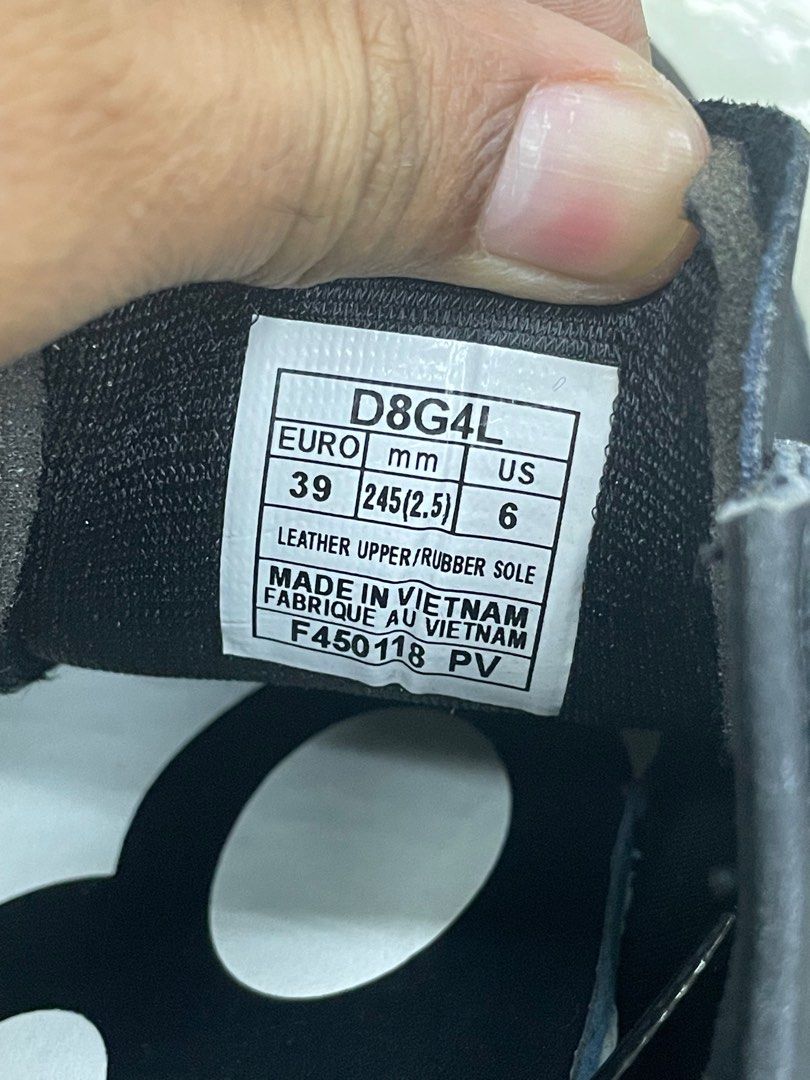 D8G4L
EURO mm US
39 245(2.5) 6
LEATHER UPPER/RUBBER SOLE
MADE IN VIETNAM
FABRIQUE AU VIETNAM
F450118 PV